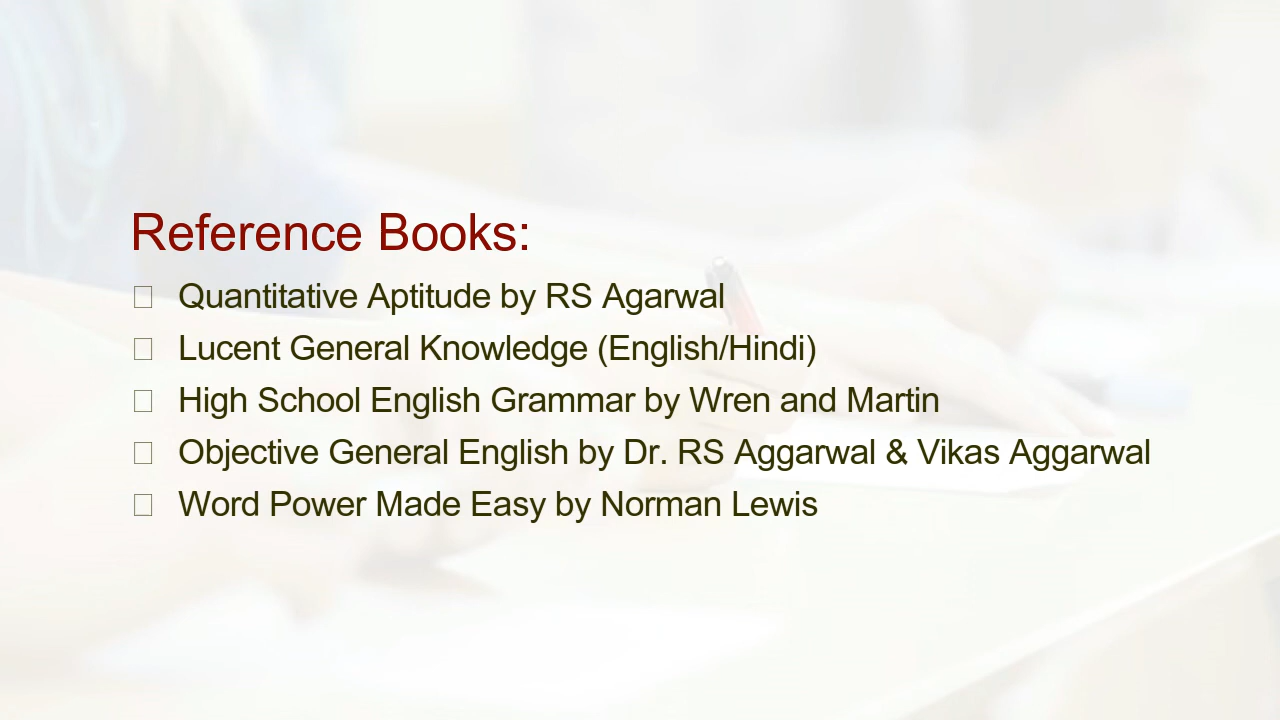 Reference Books:
Quantitative Aptitude by RS Agarwal
Lucent General Knowledge (English/Hindi)
High School English Grammar by Wren and Martin
Objective General English by Dr. RS Aggarwal & Vikas Aggarwal
Word Power Made Easy by Norman Lewis